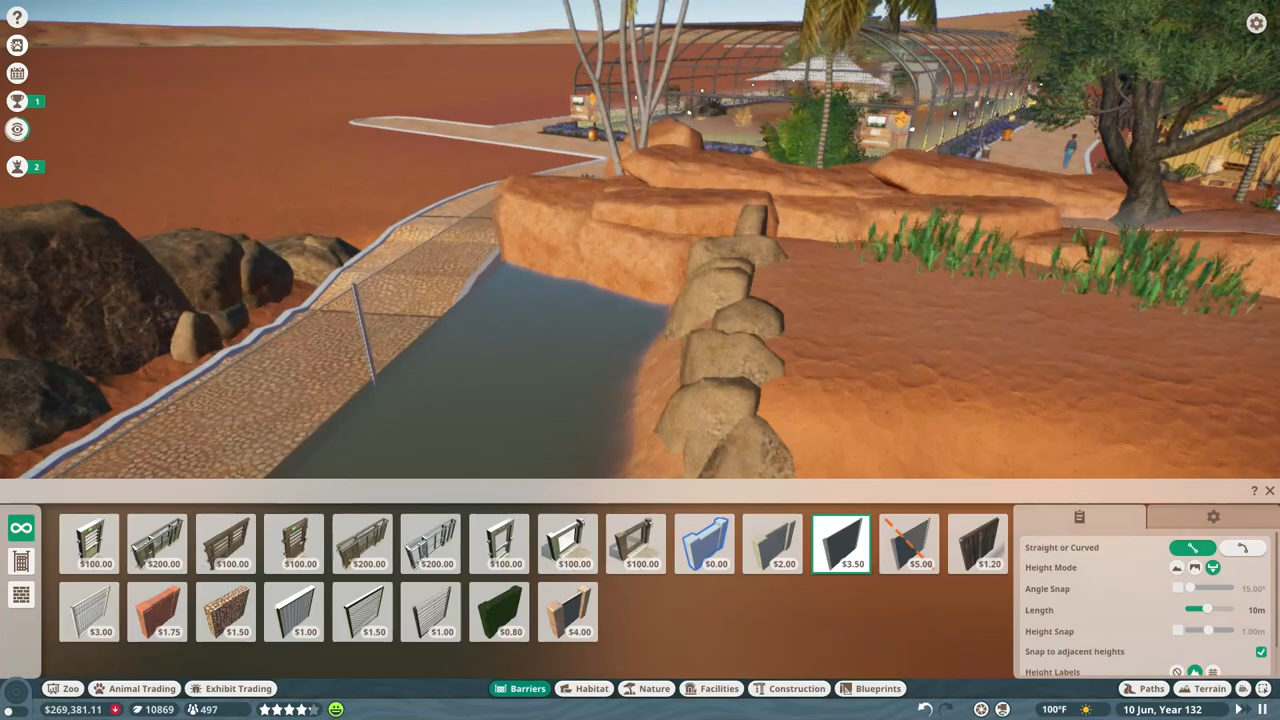 ?
1
2
? ×
$100.00 $200.00 $100.00 $100.00 $200.00 $200.00 $100.00 $100.00 $100.00 $0.00 $2.00 $3.50 $5.00 $1.20
$3.00 $1.75 $1.50 $1.00 $1.50 $1.00 $0.80 $4.00
Straight or Curved
Height Mode
Angle Snap 15.00°
Length 10m
Height Snap 1.00m
Snap to adjacent heights
Height Labels
Zoo Animal Trading Exhibit Trading Barriers Habitat Nature Facilities Construction Blueprints Paths Terrain
$269,381.11 10869 497 100°F 10 Jun, Year 132